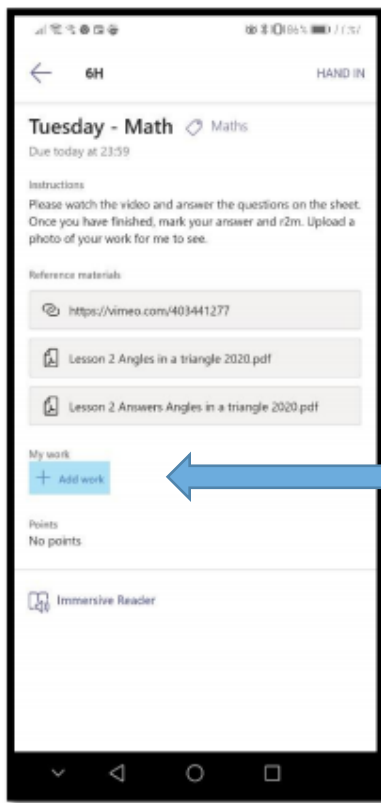 6H
HAND IN
Tuesday - Math Maths
Due today at 23:59
Instructions
Please watch the video and answer the questions on the sheet.
Once you have finished, mark your answer and r2m. Upload a
photo of your work for me to see.
Reference materials
https://vimeo.com/403441277
Lesson 2 Angles in a triangle 2020.pdf
Lesson 2 Answers Angles in a triangle 2020.pdf
My work
+ Add work
Points
No points
Immersive Reader